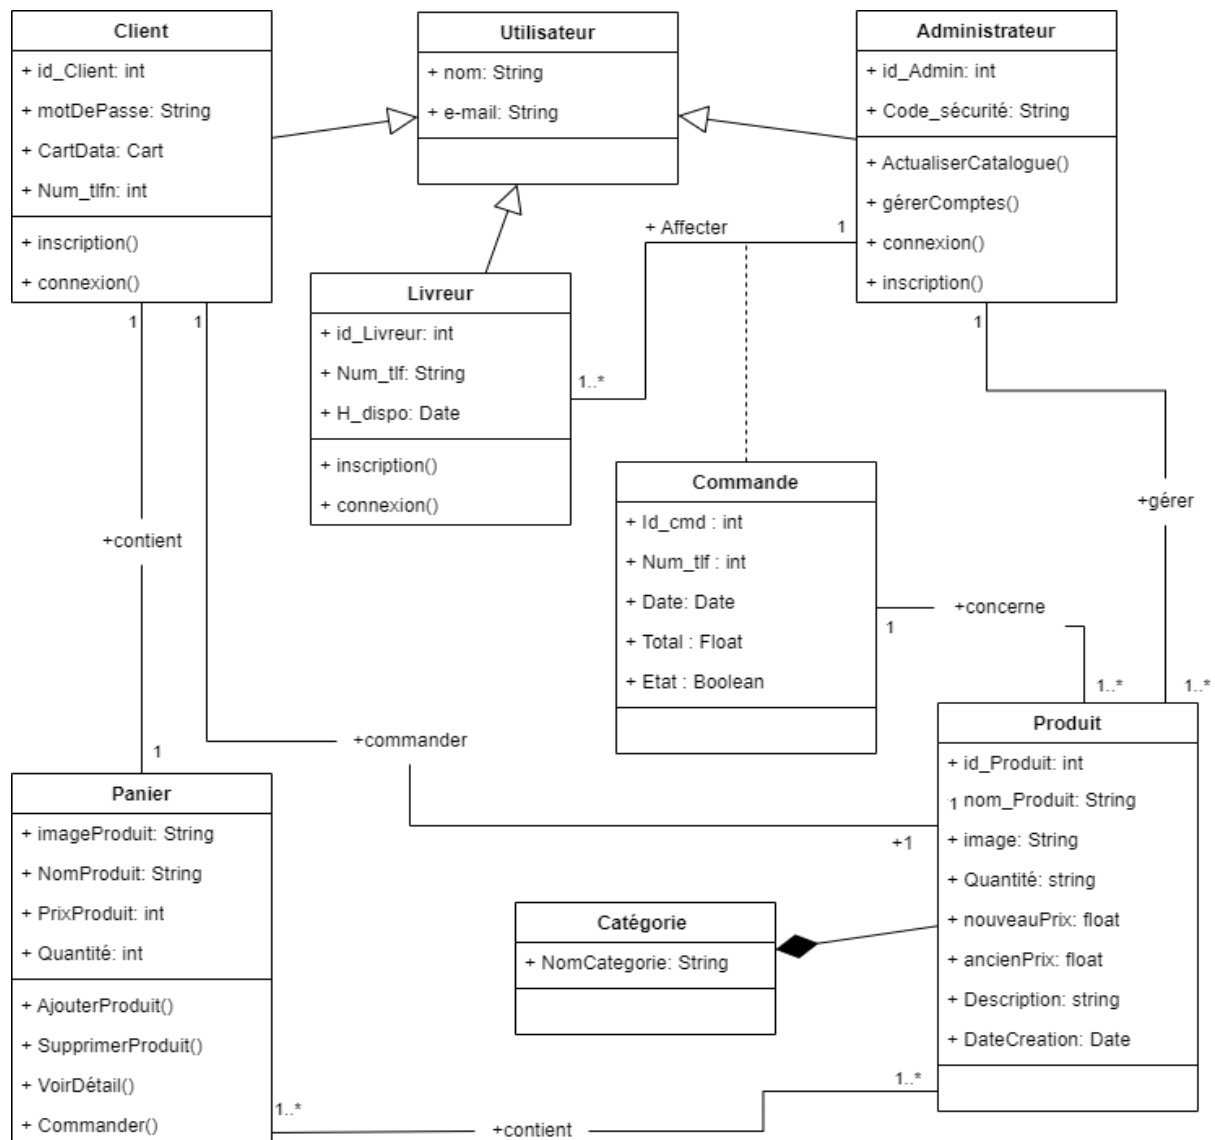 Client
+ id_Client: int
+ motDePasse: String
+ CartData: Cart
+ Num_tlfn: int
+ inscription()
+ connexion()
Utilisateur
+ nom: String
+ e-mail: String
Administrateur
+ id_Admin: int
+ Code_sécurité: String
+ ActualiserCatalogue()
+ gérerComptes()
+ connexion()
+ inscription()
+ Affecter
1
1..*
Livreur
+ id_Livreur: int
+ Num_tlf: String
+ H_dispo: Date
+ inscription()
+ connexion()
1
1
1
+contient
1
+commander
+1
+gérer
1..*
Commande
+ Id_cmd : int
+ Num_tlf : int
+ Date: Date
+ Total : Float
+ Etat : Boolean
+concerne
1
1..*
Produit
+ id_Produit: int
1 nom_Produit: String
+ image: String
+ Quantité: string
+ nouveauPrix: float
+ ancienPrix: float
+ Description: string
+ DateCreation: Date
Panier
+ imageProduit: String
+ NomProduit: String
+ PrixProduit: int
+ Quantité: int
+ AjouterProduit()
+ SupprimerProduit()
+ VoirDétail()
+ Commander()
Catégorie
+ NomCategorie: String
1..*
+contient
1..*